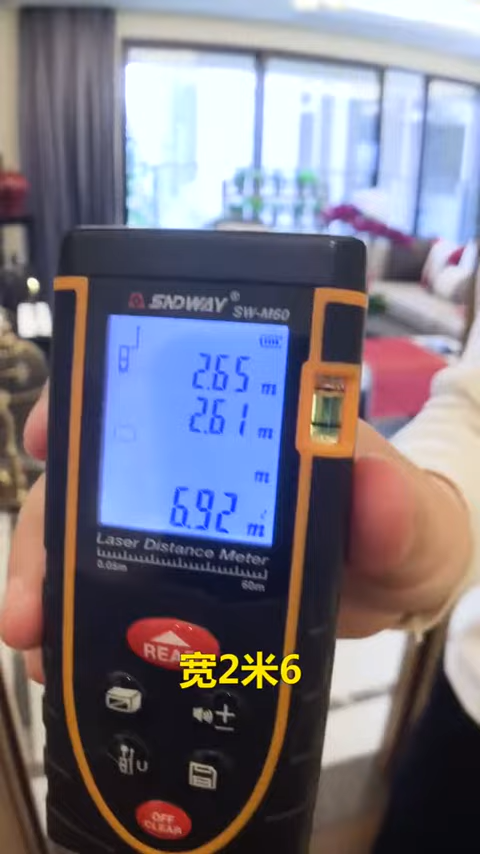 SNDWAY®
SW-M60
2.65 m
2.61 m
m
6.92 m²
Laser Distance Meter
0.05m
60m
READ
宽2米6
U
OFF
CLEAR